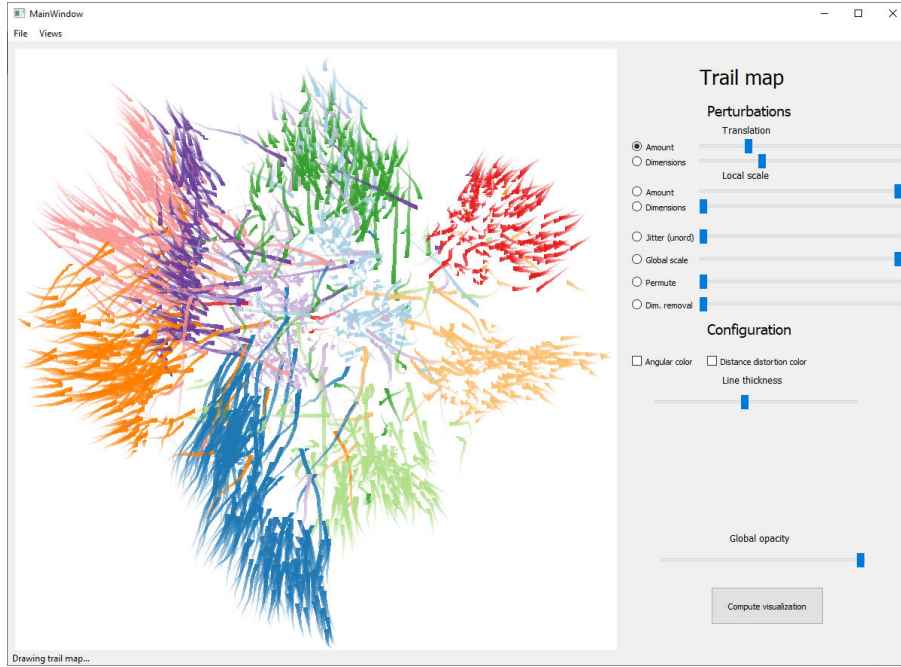 MainWindow
File Views
Trail map
Perturbations
Translation
Amount
Dimensions
Local scale
Amount
Dimensions
Jitter (unord)
Global scale
Permute
Dim. removal
Configuration
Angular color Distance distortion color
Line thickness
Global opacity
Compute visualization
Drawing trail map...